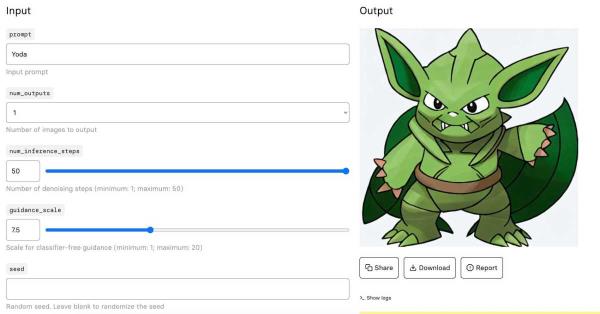 Input
prompt
Yoda
Input prompt
num_outputs
1
Number of images to output
num_inference_steps
50
Number of denoising steps (minimum: 1; maximum: 50)
guidance_scale
7.5
Scale for classifier-free guidance (minimum: 1; maximum: 20)
seed
Random seed. Leave blank to randomize the seed
Output
Share
Download
Report
>_ Show logs